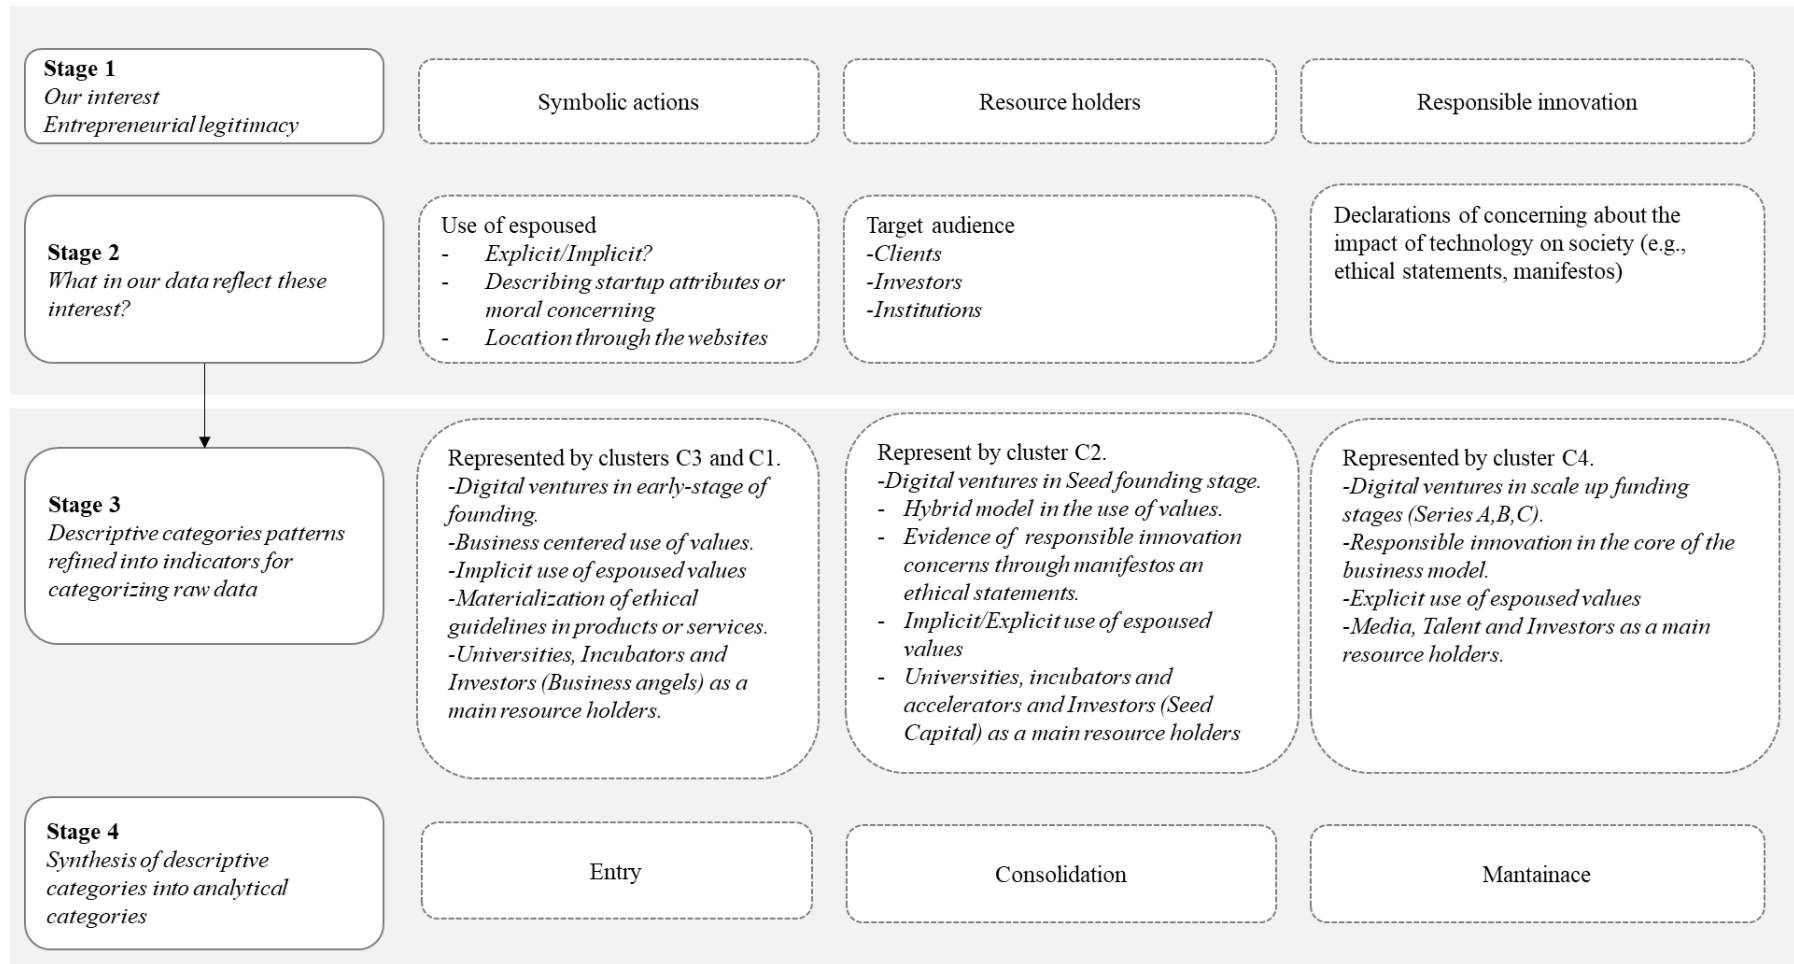 Stage 1
Our interest
Entrepreneurial legitimacy
Symbolic actions
Resource holders
Responsible innovation
Stage 2
What in our data reflect these
interest?
Use of espoused
- Explicit/Implicit?
- Describing startup attributes or
moral concerning
- Location through the websites
Target audience
-Clients
-Investors
-Institutions
Declarations of concerning about the
impact of technology on society (e.g.,
ethical statements, manifestos)
Stage 3
Descriptive categories patterns
refined into indicators for
categorizing raw data
Represented by clusters C3 and C1.
-Digital ventures in early-stage of
founding.
-Business centered use of values.
-Implicit use of espoused values
-Materialization of ethical
guidelines in products or services.
-Universities, Incubators and
Investors (Business angels) as a
main resource holders.
Represent by cluster C2.
-Digital ventures in Seed founding stage.
- Hybrid model in the use of values.
- Evidence of responsible innovation
concerns through manifestos an
ethical statements.
- Implicit/Explicit use of espoused
values
- Universities, incubators and
accelerators and Investors (Seed
Capital) as a main resource holders
Represented by cluster C4.
-Digital ventures in scale up funding
stages (Series A,B,C).
-Responsible innovation in the core of the
business model.
-Explicit use of espoused values
-Media, Talent and Investors as a main
resource holders.
Stage 4
Synthesis of descriptive
categories into analytical
categories
Entry
Consolidation
Mantainace